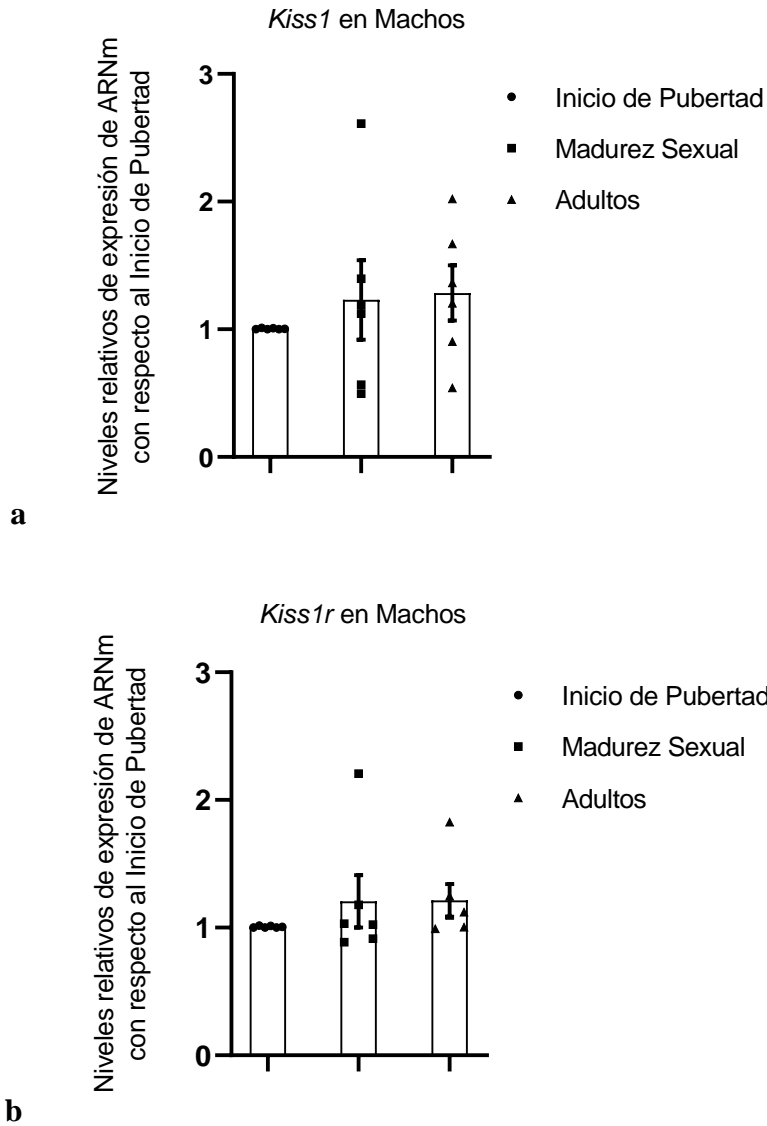 Kiss1 en Machos
Niveles relativos de expresión de ARNm
con respecto al Inicio de Pubertad
3
2
1
0
Inicio de Pubertad
Madurez Sexual
Adultos
a
Kiss1r en Machos
Niveles relativos de expresión de ARNm
con respecto al Inicio de Pubertad
3
2
1
0
Inicio de Pubertad
Madurez Sexual
Adultos
b